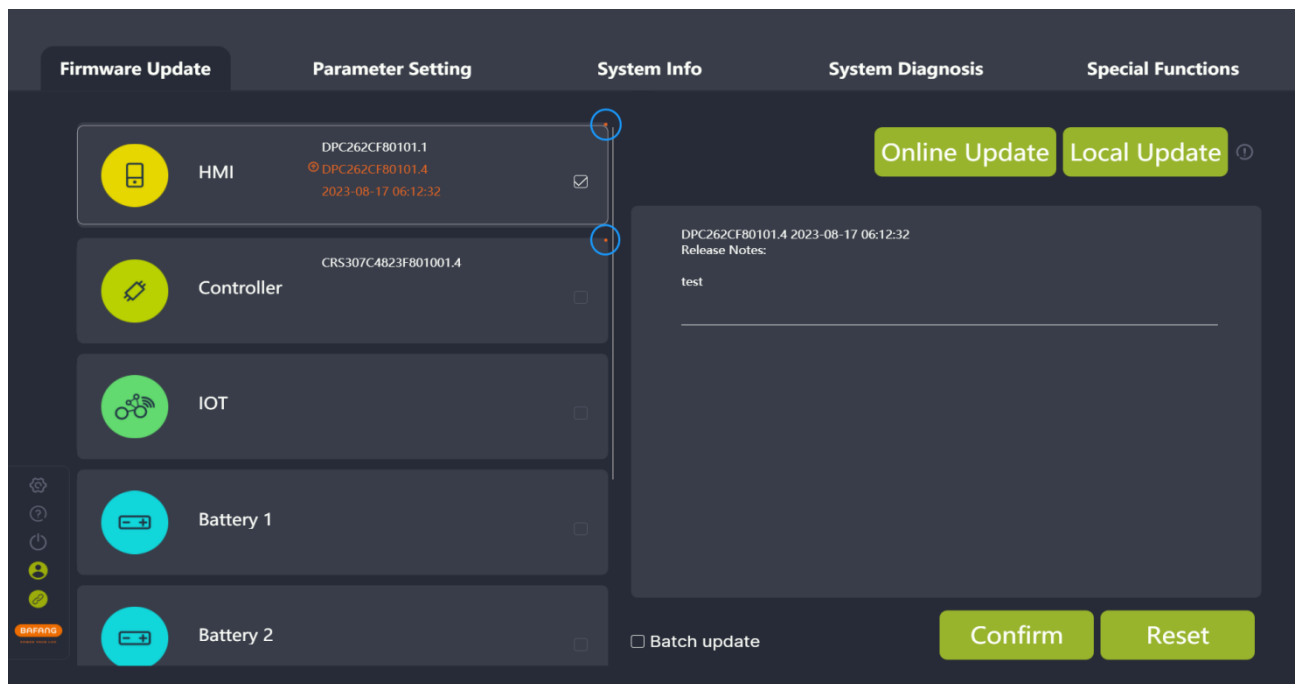 Firmware Update
Parameter Setting
System Info
System Diagnosis
Special Functions
HMI
DPC262CF80101.1
DPC262CF80101.4
2023-08-17 06:12:32
Controller
CRS307C4823F801001.4
IOT
Battery 1
Battery 2
BAFANG
Online Update
Local Update
DPC262CF80101.4 2023-08-17 06:12:32
Release Notes:
test
Batch update
Confirm
Reset